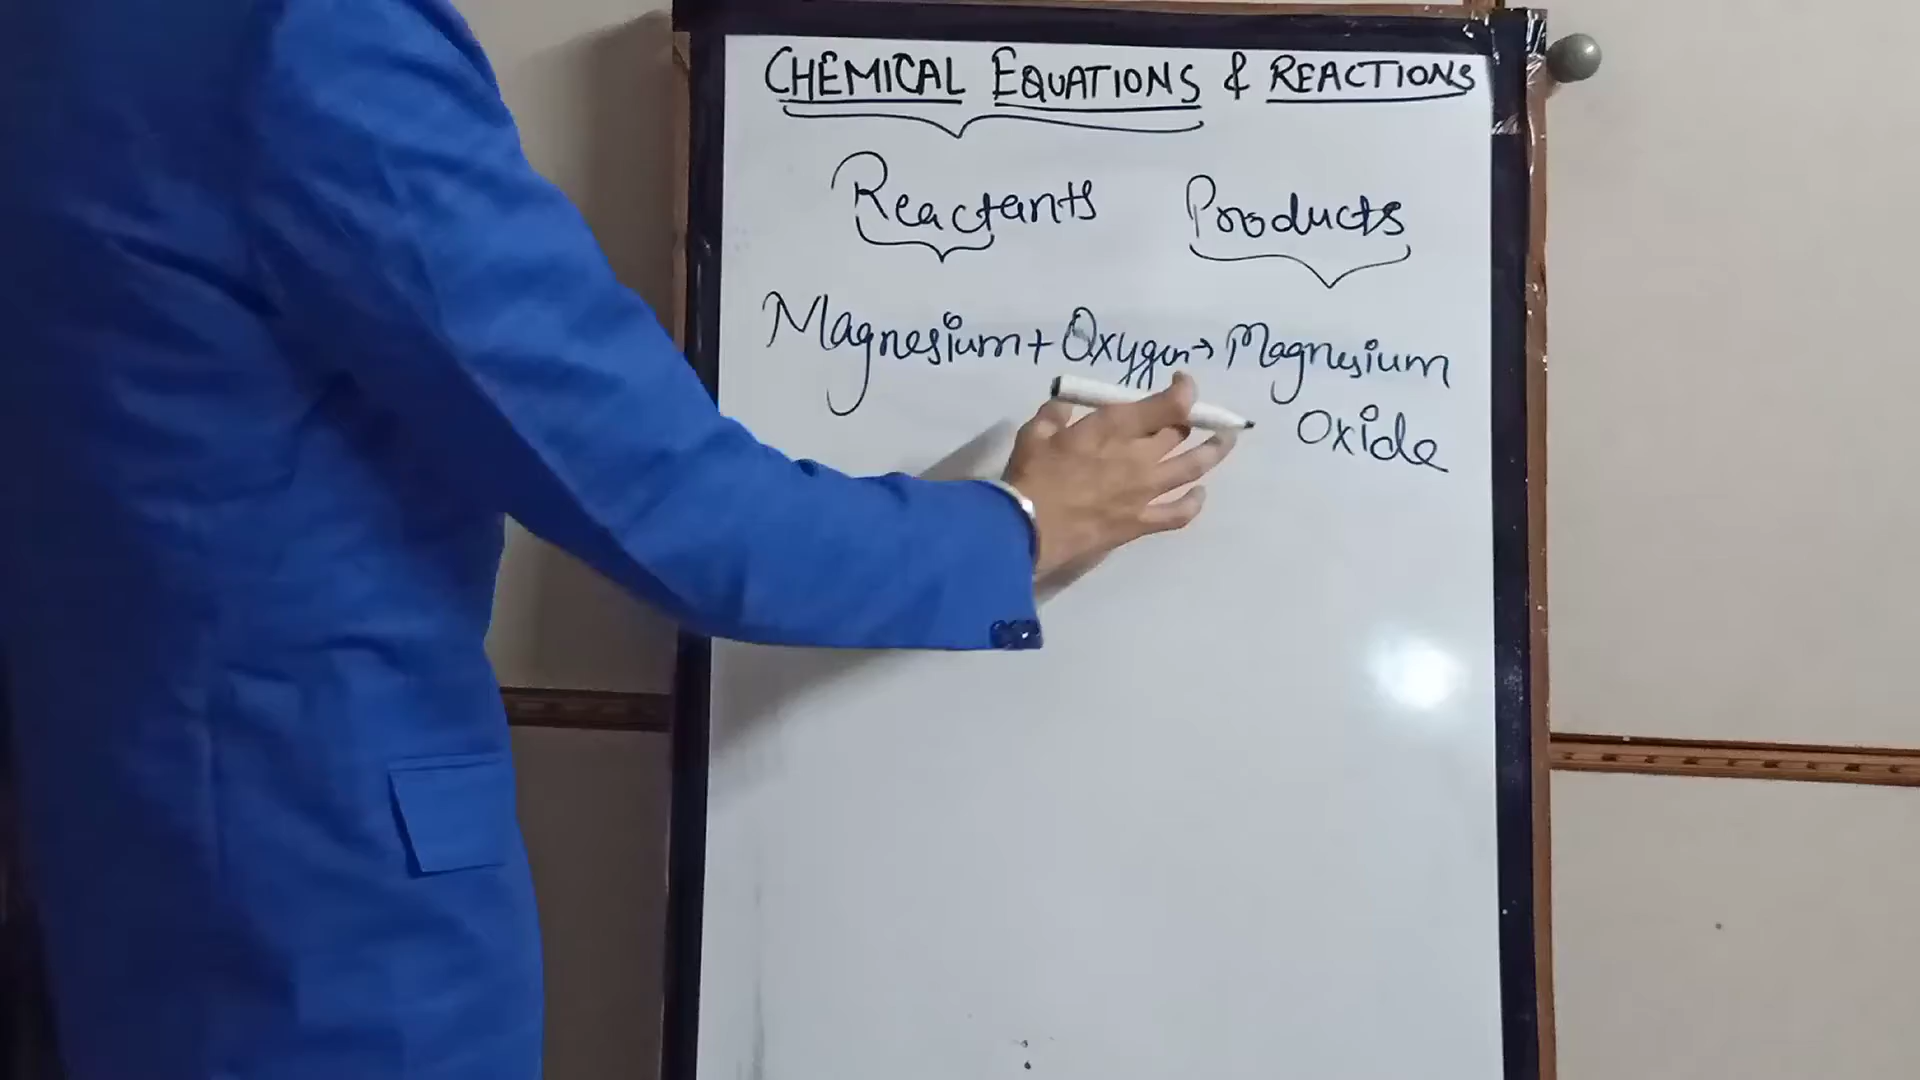 CHEMICAL EQUATIONS & REACTIONS
Reactants Products
Magnesium + Oxygen → Magnesium
Oxide